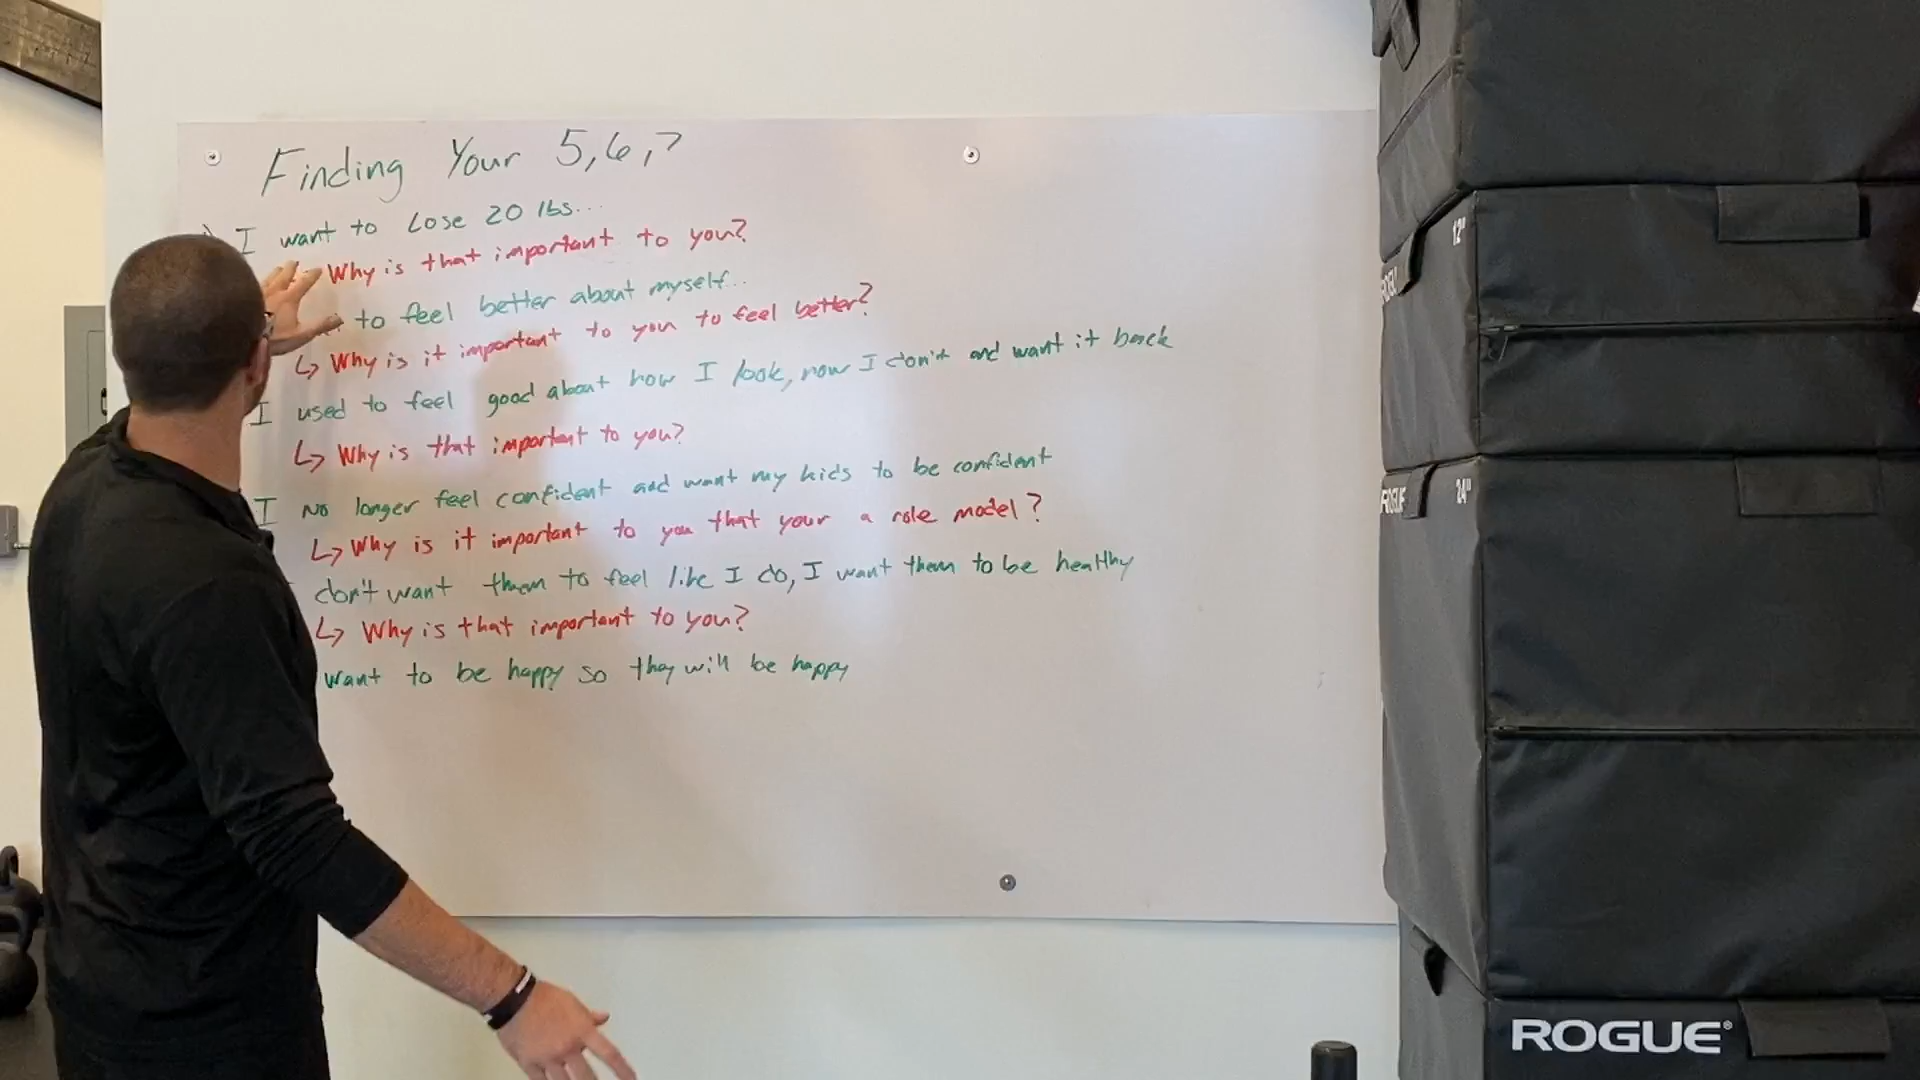 Finding Your 5,6,7
I want to Lose 20 lbs...
↳ Why is that important to you?
to feel better about myself...
↳ Why is it important to you to feel better?
I used to feel good about how I look, now I don't and want it back
↳ Why is that important to you?
I no longer feel confident and want my kids to be confident
↳ Why is it important to you that your a role model?
don't want them to feel like I do, I want them to be healthy
↳ Why is that important to you?
want to be happy so they will be happy
12"
ROGUE
24"
ROGUE®